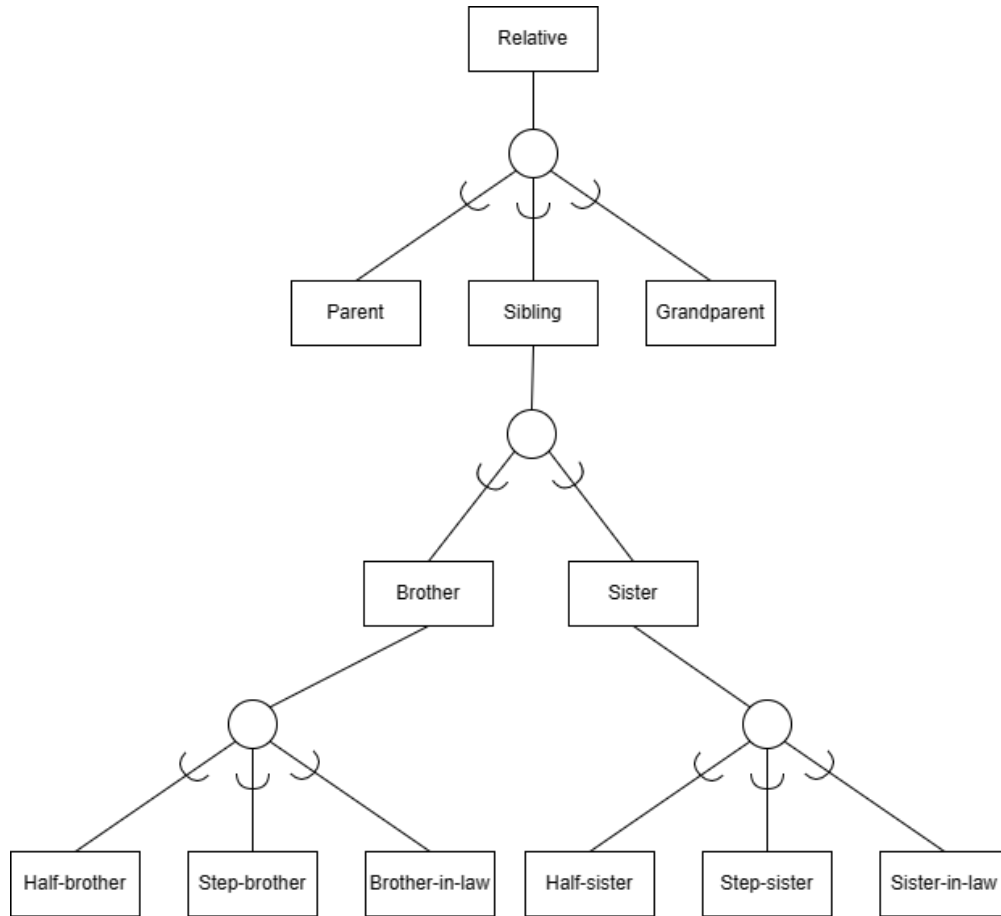 Relative
Parent
Sibling
Grandparent
Brother
Sister
Half-brother
Step-brother
Brother-in-law
Half-sister
Step-sister
Sister-in-law